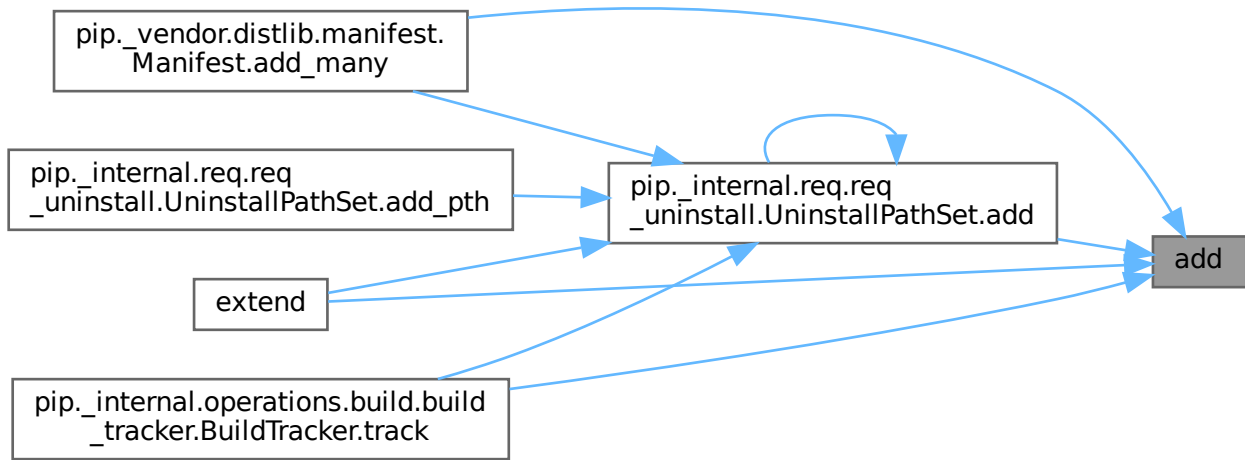 pip._vendor.distlib.manifest.
Manifest.add_many
pip._internal.req.req
_uninstall.UninstallPathSet.add_pth
pip._internal.req.req
_uninstall.UninstallPathSet.add
add
extend
pip._internal.operations.build.build
_tracker.BuildTracker.track